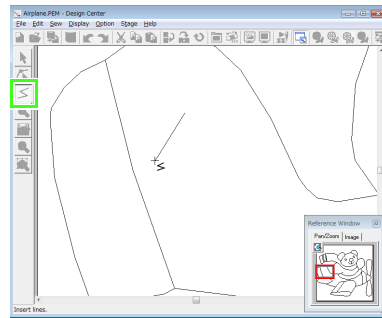 Airplane.PEM - Design Center
File Edit Sew Display Option Stage Help
Reference Window
Pan/Zoom Image
Insert lines.